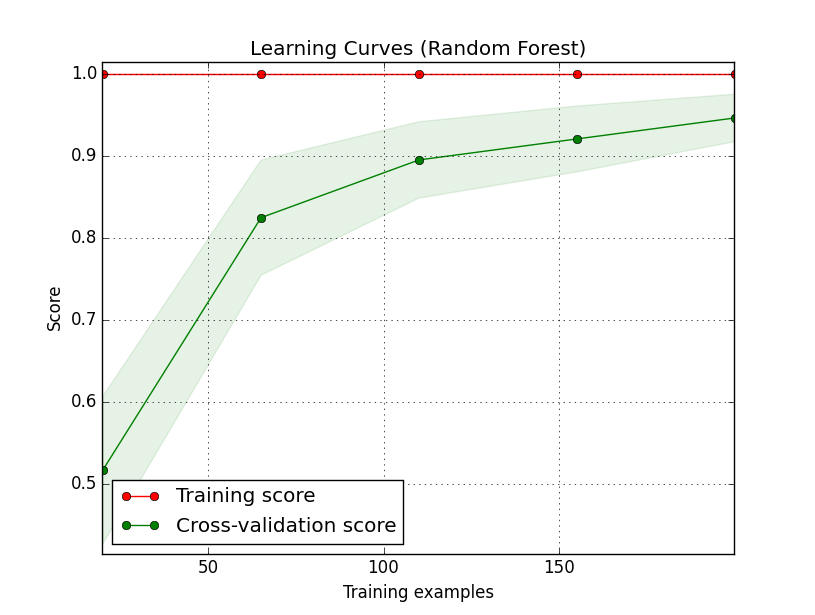 Learning Curves (Random Forest)
1.0
0.9
0.8
0.7
0.6
0.5
Score
Training score
Cross-validation score
50
100
150
Training examples